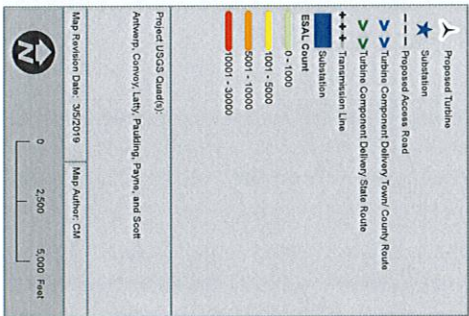 Proposed Turbine
Substation
Proposed Access Road
Turbine Component Delivery Town/ County Route
Turbine Component Delivery State Route
Transmission Line
Substation
ESAL Count
0 - 1000
1001 - 5000
5001 - 10000
10001 - 30000
Project USGS Quad(s):
Antwerp, Convoy, Latty, Paulding, Payne, and Scott
Map Revision Date: 3/5/2019
Map Author: CM
N
0 2,500 5,000 Feet